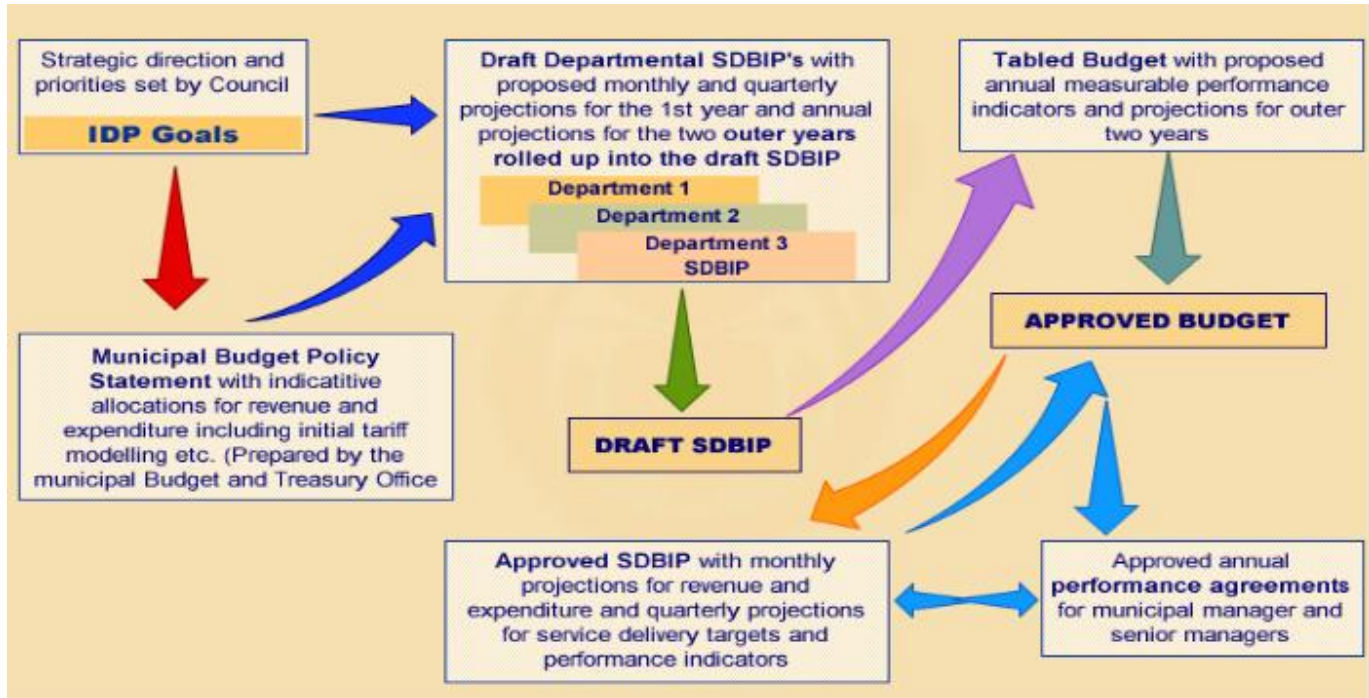 Strategic direction and
priorities set by Council
IDP Goals
Municipal Budget Policy
Statement with indicatitive
allocations for revenue and
expenditure including initial tariff
modelling etc. (Prepared by the
municipal Budget and Treasury Office
Draft Departmental SDBIP's with
proposed monthly and quarterly
projections for the 1st year and annual
projections for the two outer years
rolled up into the draft SDBIP
Department 1
Department 2
Department 3
SDBIP
DRAFT SDBIP
Tabled Budget with proposed
annual measurable performance
indicators and projections for outer
two years
APPROVED BUDGET
Approved SDBIP with monthly
projections for revenue and
expenditure and quarterly projections
for service delivery targets and
performance indicators
Approved annual
performance agreements
for municipal manager and
senior managers